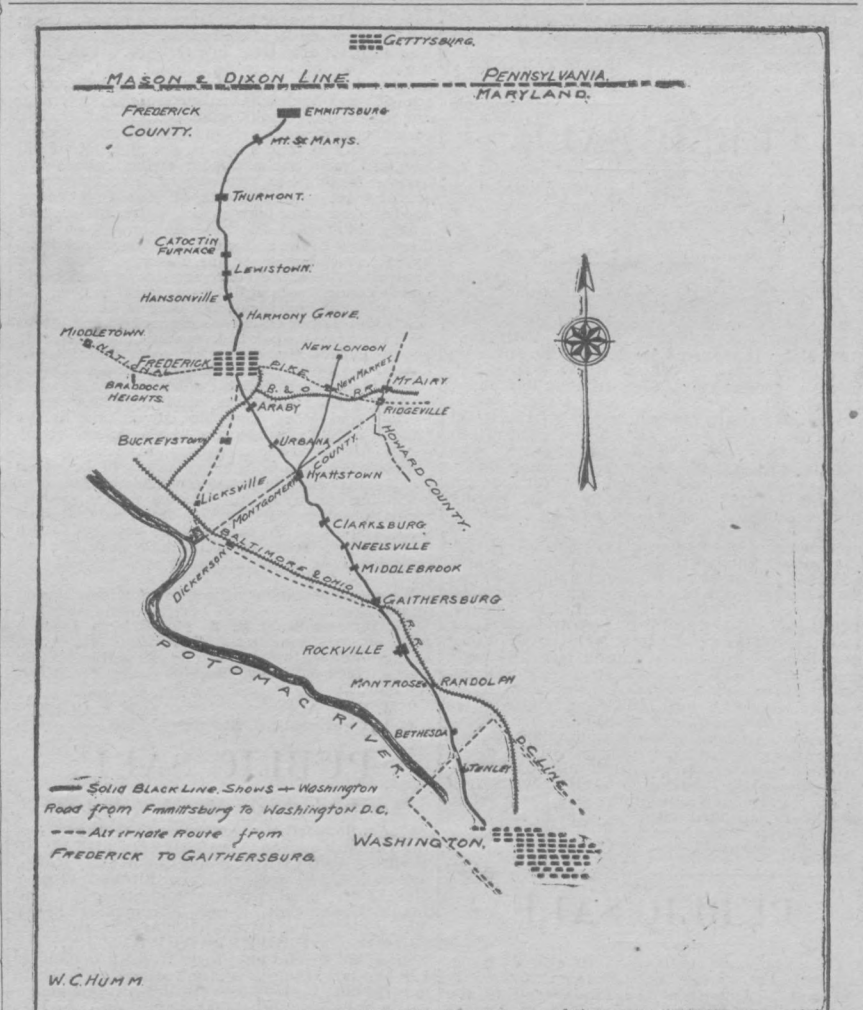 GETTYSBURG.
MASON & DIXON LINE.
PENNSYLVANIA.
MARYLAND.
FREDERICK
COUNTY.
EMMITTSBURG
MT. ST MARYS.
THURMONT.
CATOCTIN
FURNACE
LEWISTOWN.
HANSONVILLE
HARMONY GROVE.
MIDDLETOWN
NATIONAL
FREDERICK
PIKE
NEW LONDON
BRADDOCK
HEIGHTS.
B. & O.
R.R.
NEW MARKET
MT AIRY
RIDGEVILLE
ARABY
BUCKEYSTOWN
URBANA
HOWARD COUNTY.
MONTGOMERY COUNTY.
HYATTSTOWN
LICKSVILLE
CLARKSBURG
NEELSVILLE
MIDDLEBROOK
DICKERSON
BALTIMORE & OHIO
R.R.
GAITHERSBURG
ROCKVILLE
MONTROSE
RANDOLPH
POTOMAC RIVER.
BETHESDA
D.C. LINE.
TENLEY
Solid Black Line. Shows Washington
Road from Emmittsburg To Washington D.C.
Alternate Route from
FREDERICK TO GAITHERSBURG.
WASHINGTON.
W.C. HUMM